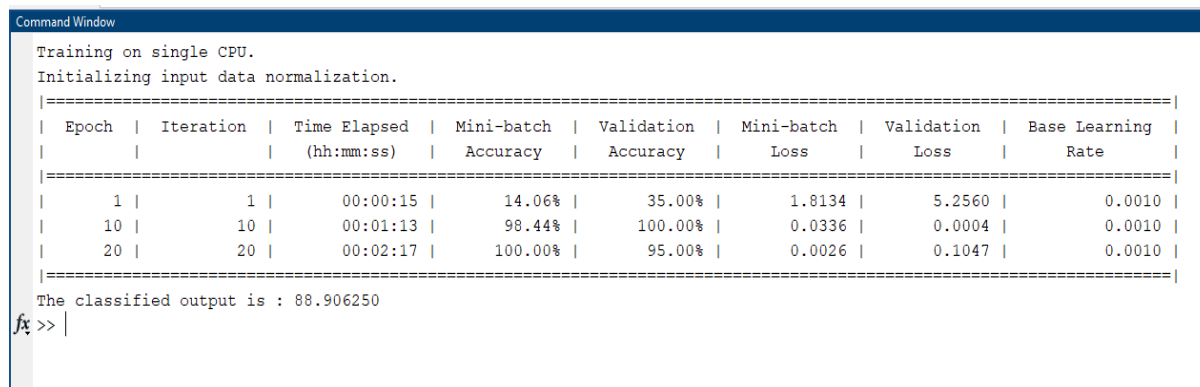 Command Window
Training on single CPU.
Initializing input data normalization.
|======================================================================================================================|
| Epoch | Iteration | Time Elapsed | Mini-batch | Validation | Mini-batch | Validation | Base Learning |
| | | (hh:mm:ss) | Accuracy | Accuracy | Loss | Loss | Rate |
|======================================================================================================================|
| 1 | 1 | 00:00:15 | 14.06% | 35.00% | 1.8134 | 5.2560 | 0.0010 |
| 10 | 10 | 00:01:13 | 98.44% | 100.00% | 0.0336 | 0.0004 | 0.0010 |
| 20 | 20 | 00:02:17 | 100.00% | 95.00% | 0.0026 | 0.1047 | 0.0010 |
|======================================================================================================================|
The classified output is : 88.906250
fx >>